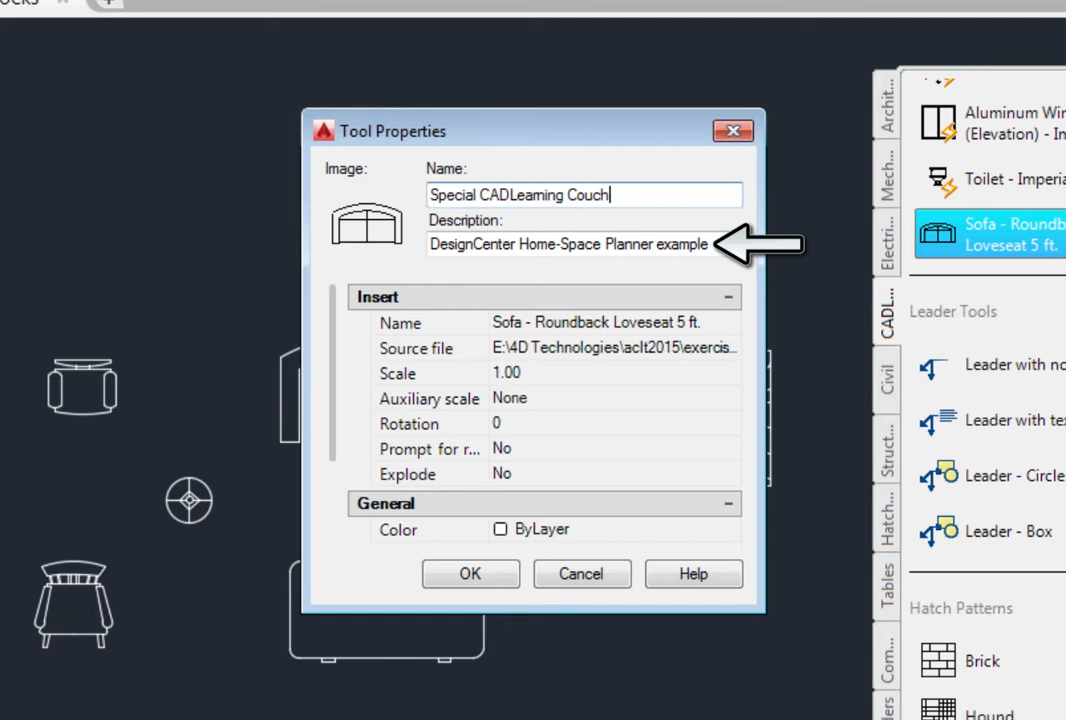 Tool Properties
Image:
Name:
Special CADLearning Couch
Description:
DesignCenter Home-Space Planner example
Insert
Name Sofa - Roundback Loveseat 5 ft.
Source file E:\4D Technologies\aclt2015\exercis...
Scale 1.00
Auxiliary scale None
Rotation 0
Prompt for r... No
Explode No
General
Color ByLayer
OK Cancel Help
Archit...
Mech...
Electri...
CADL...
Civil
Struct...
Hatch...
Tables
Com...
Aluminum Wir
(Elevation) - In
Toilet - Imperia
Sofa - Roundb
Loveseat 5 ft.
Leader Tools
Leader with no
Leader with tex
Leader - Circle
Leader - Box
Hatch Patterns
Brick
Hound